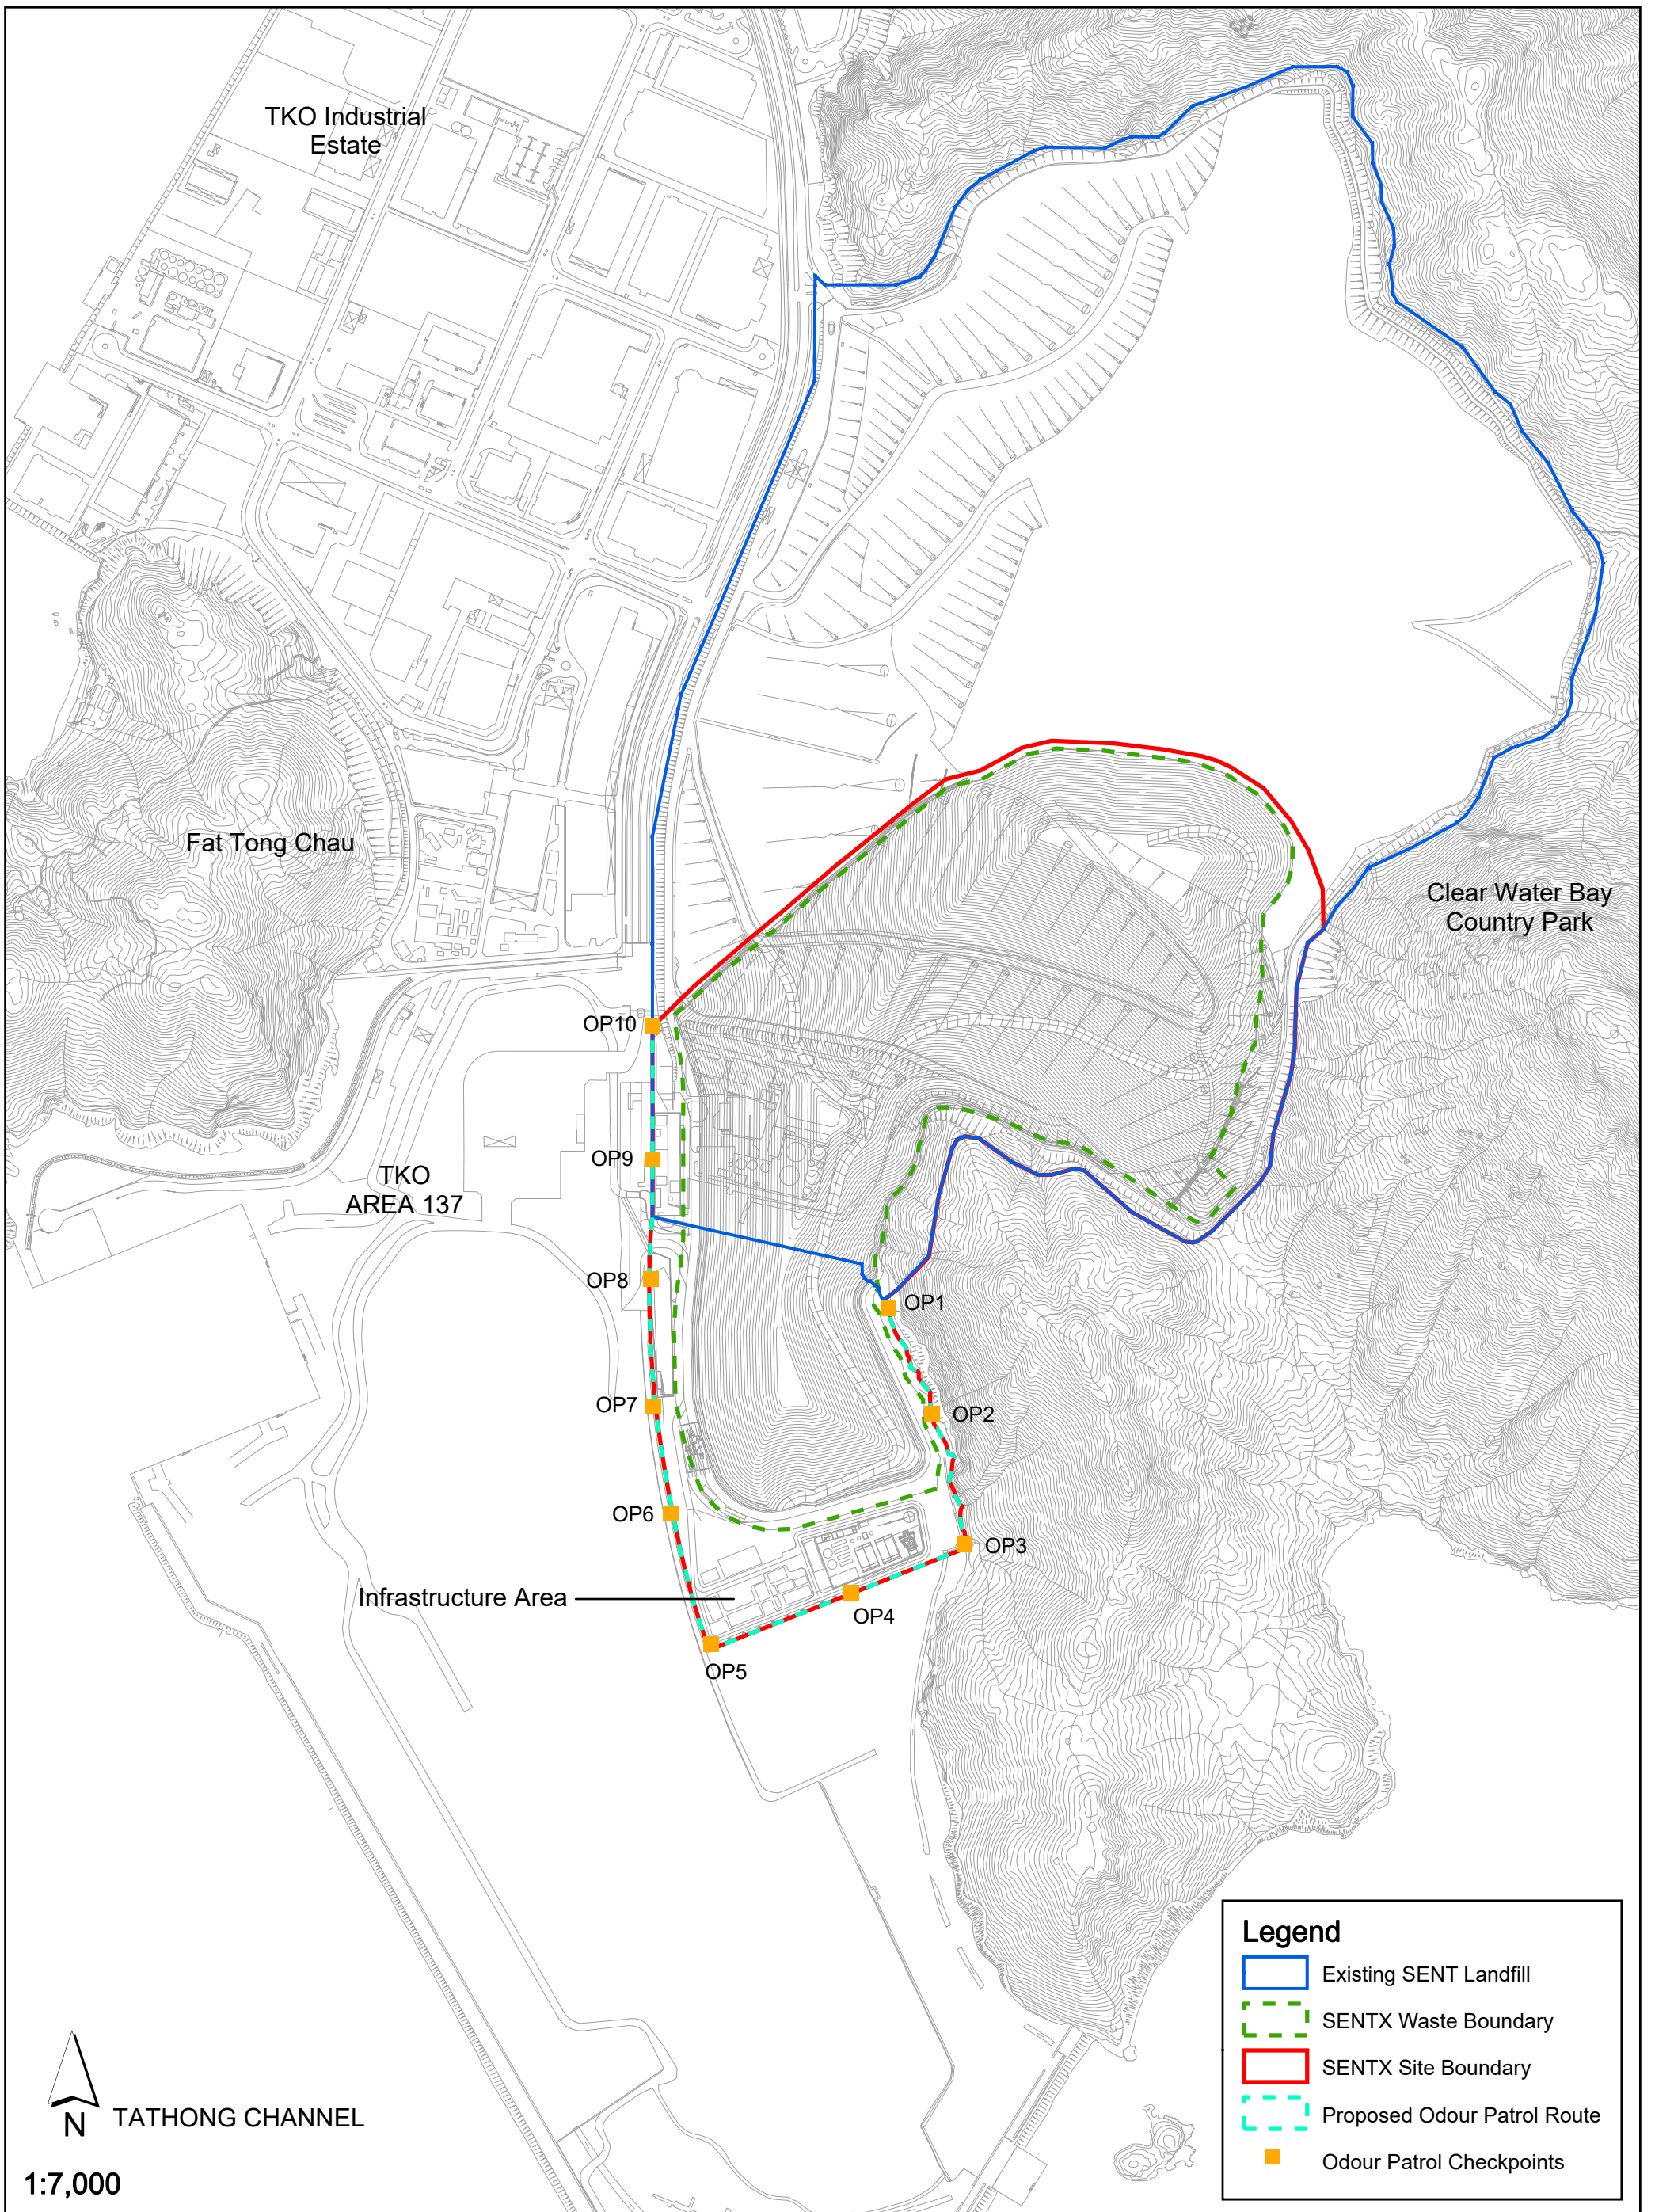 TKO Industrial
Estate
Fat Tong Chau
Clear Water Bay
Country Park
OP10
OP9
TKO
AREA 137
OP8
OP1
OP7
OP2
OP6
OP3
Infrastructure Area
OP4
OP5
Legend
Existing SENT Landfill
SENTX Waste Boundary
SENTX Site Boundary
Proposed Odour Patrol Route
Odour Patrol Checkpoints
N
TATHONG CHANNEL
1:7,000